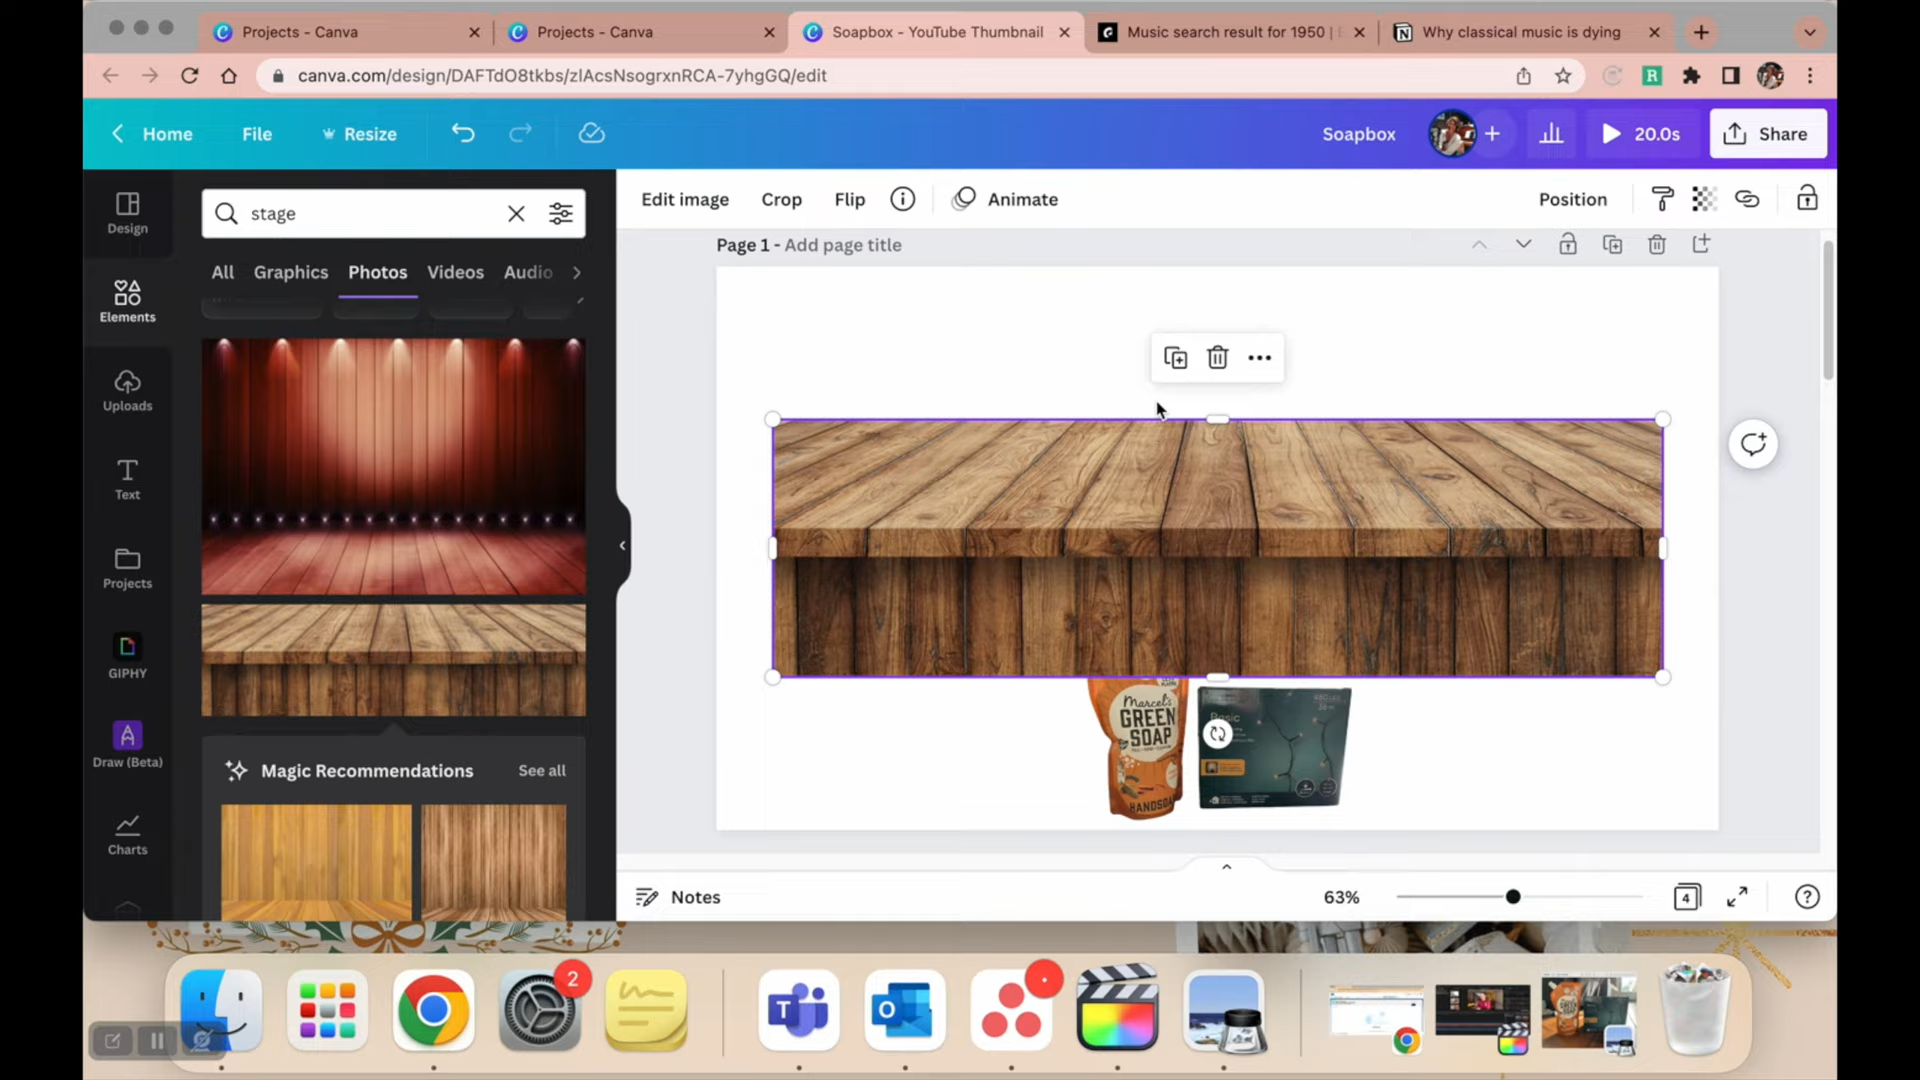 Projects - Canva
Projects - Canva
Soapbox - YouTube Thumbnail
Music search result for 1950 |
Why classical music is dying
canva.com/design/DAFTdO8tkbs/zlAcsNsogrxnRCA-7yhgGQ/edit
R
Home
File
Resize
Soapbox
20.0s
Share
Design
Elements
Uploads
Text
Projects
GIPHY
Draw (Beta)
Charts
stage
All
Graphics
Photos
Videos
Audio
Edit image
Crop
Flip
Animate
Position
Page 1 - Add page title
Magic Recommendations
See all
Marcel's
GREEN
SOAP
HANDSOA
Basic
Notes
63%
4
2